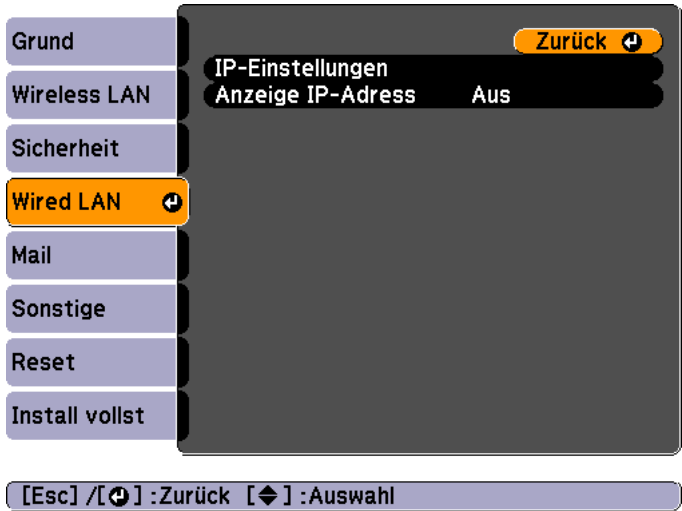 Grund
Wireless LAN
Sicherheit
Wired LAN
Mail
Sonstige
Reset
Install vollst
Zurück
IP-Einstellungen
Anzeige IP-Adress Aus
[Esc] /[ ] :Zurück [ ] :Auswahl